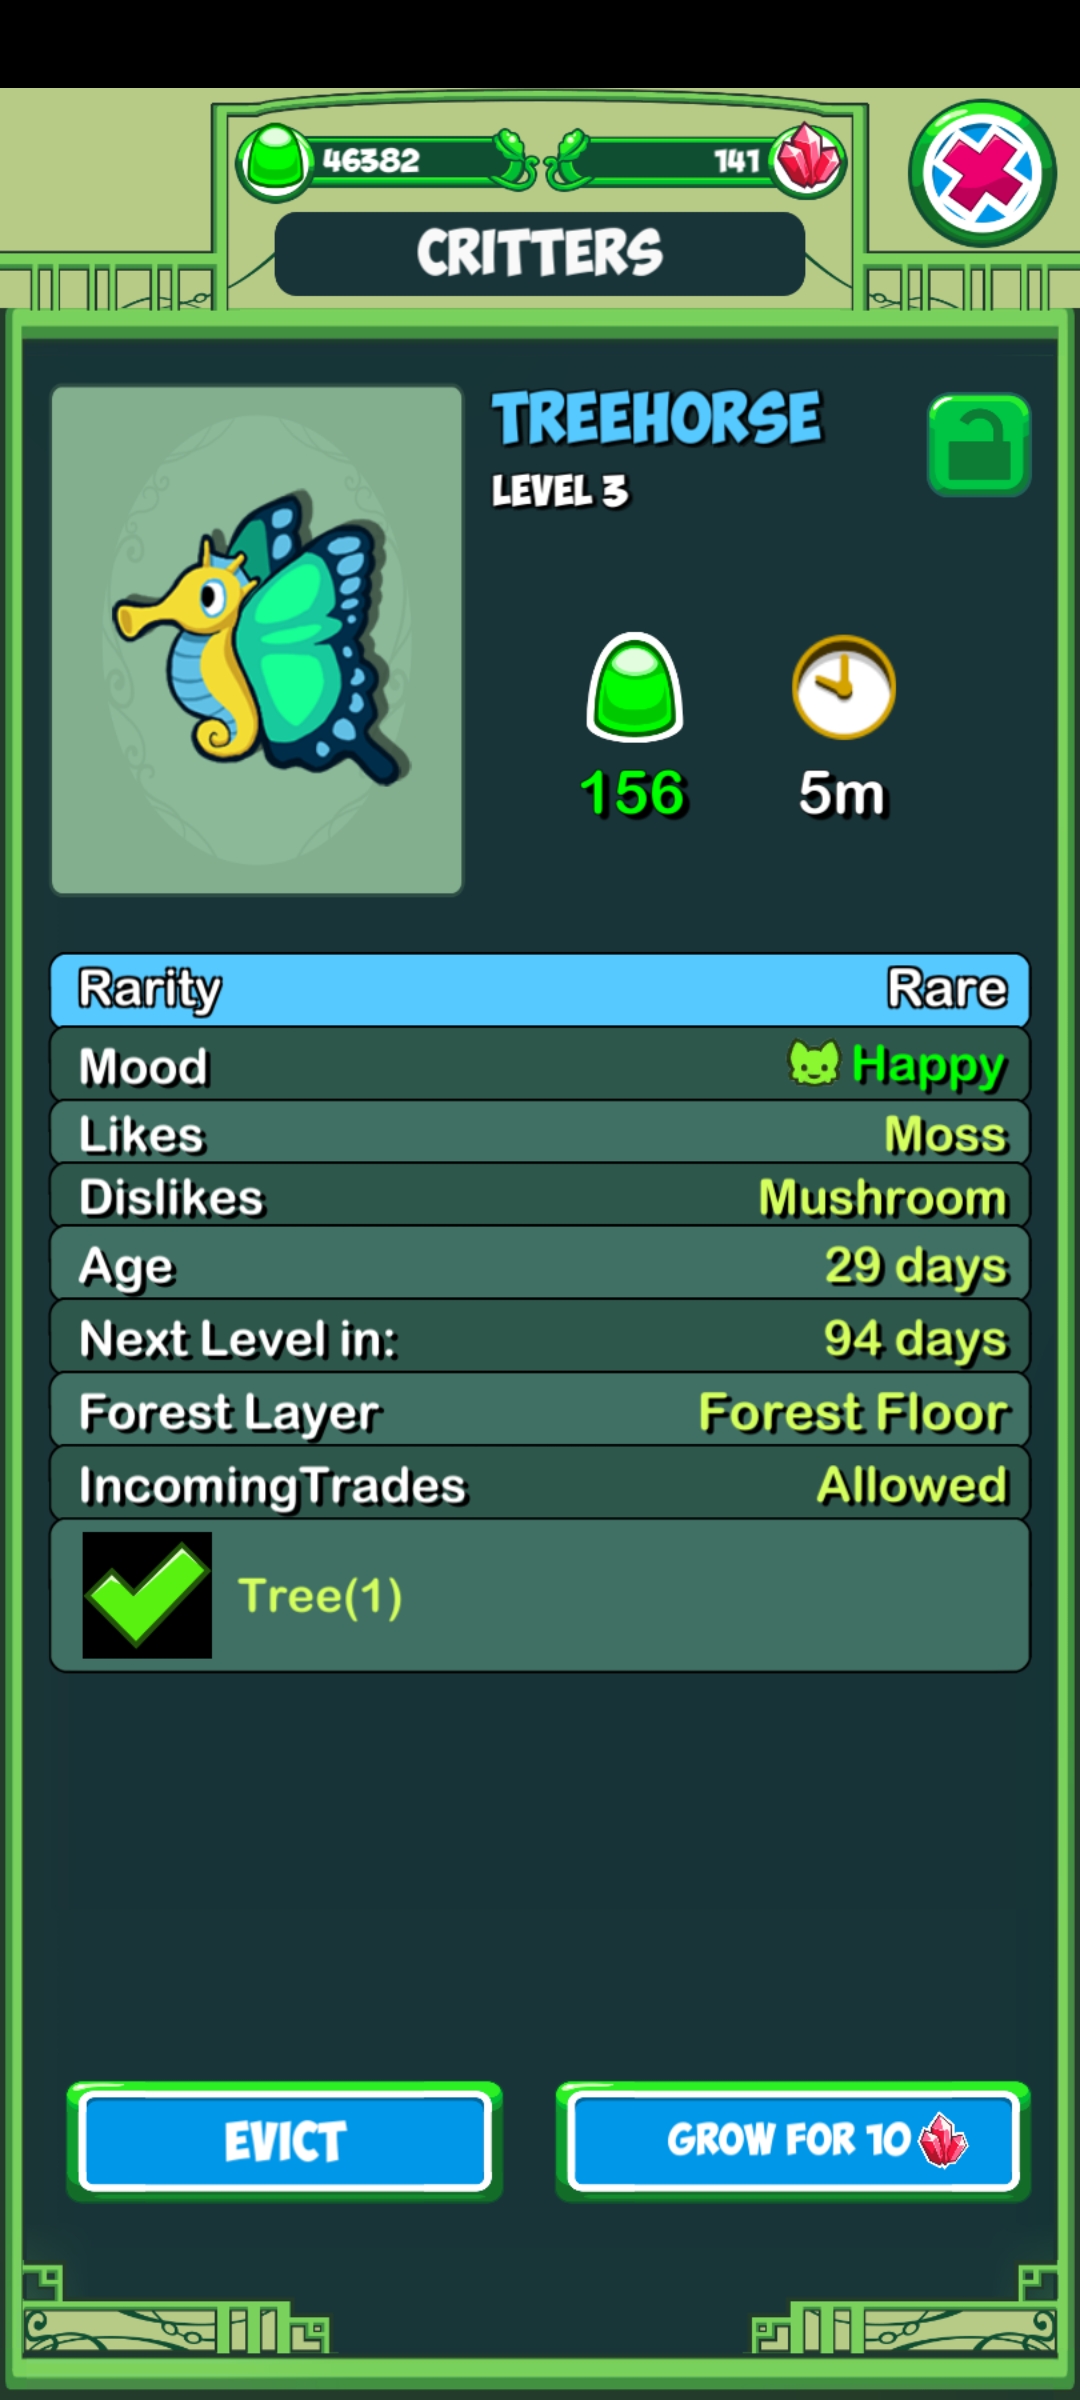 46382 141
CRITTERS
TREEHORSE
LEVEL 3
156 5m
Rarity Rare
Mood Happy
Likes Moss
Dislikes Mushroom
Age 29 days
Next Level in: 94 days
Forest Layer Forest Floor
IncomingTrades Allowed
Tree(1)
EVICT GROW FOR 10